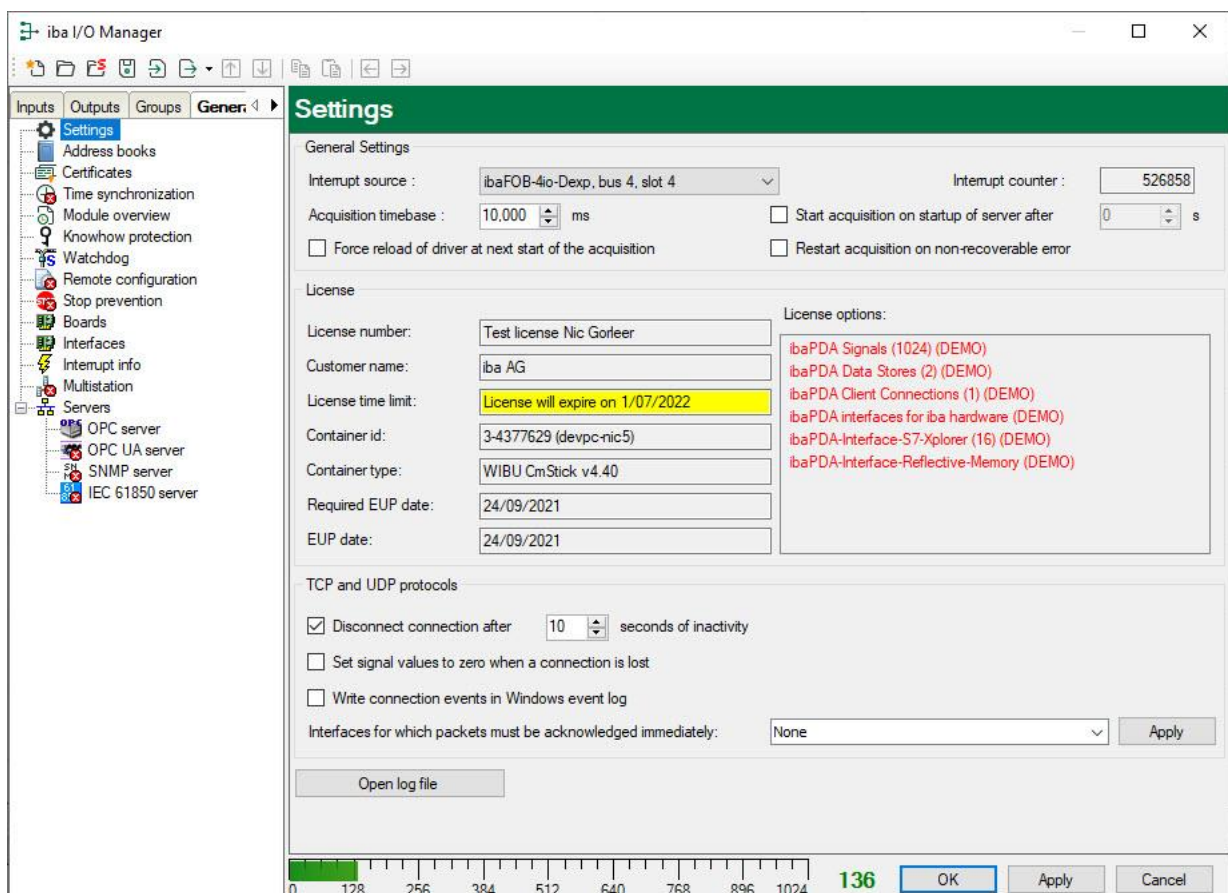 iba I/O Manager
Inputs Outputs Groups Genera
Settings
Address books
Certificates
Time synchronization
Module overview
Knowhow protection
Watchdog
Remote configuration
Stop prevention
Boards
Interfaces
Interrupt info
Multistation
Servers
OPC server
OPC UA server
SNMP server
IEC 61850 server
Settings
General Settings
Interrupt source : ibaFOB-4io-Dexp, bus 4, slot 4 Interrupt counter : 526858
Acquisition timebase : 10,000 ms Start acquisition on startup of server after 0 s
Force reload of driver at next start of the acquisition Restart acquisition on non-recoverable error
License
License number: Test license Nic Gorleer
Customer name: iba AG
License time limit: License will expire on 1/07/2022
Container id: 3-4377629 (devpc-nic5)
Container type: WIBU CmStick v4.40
Required EUP date: 24/09/2021
EUP date: 24/09/2021
License options:
ibaPDA Signals (1024) (DEMO)
ibaPDA Data Stores (2) (DEMO)
ibaPDA Client Connections (1) (DEMO)
ibaPDA interfaces for iba hardware (DEMO)
ibaPDA-Interface-S7-Xplorer (16) (DEMO)
ibaPDA-Interface-Reflective-Memory (DEMO)
TCP and UDP protocols
Disconnect connection after 10 seconds of inactivity
Set signal values to zero when a connection is lost
Write connection events in Windows event log
Interfaces for which packets must be acknowledged immediately: None Apply
Open log file
0 128 256 384 512 640 768 896 1024 136 OK Apply Cancel